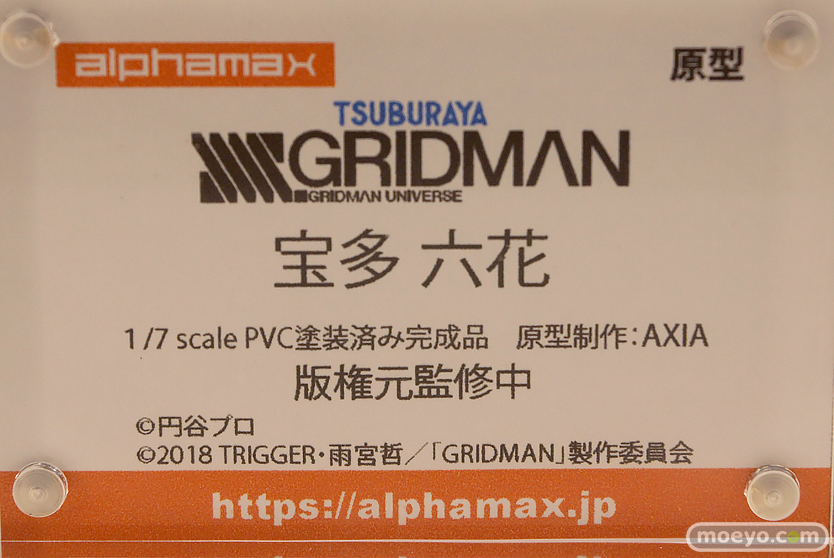 alphamax
原型
TSUBURAYA
GRIDMAN
GRIDMAN UNIVERSE
宝多 六花
1/7 scale PVC塗装済み完成品　原型制作：AXIA
版権元監修中
©円谷プロ
©2018 TRIGGER・雨宮哲／「GRIDMAN」製作委員会
https://alphamax.jp
moeyo.com